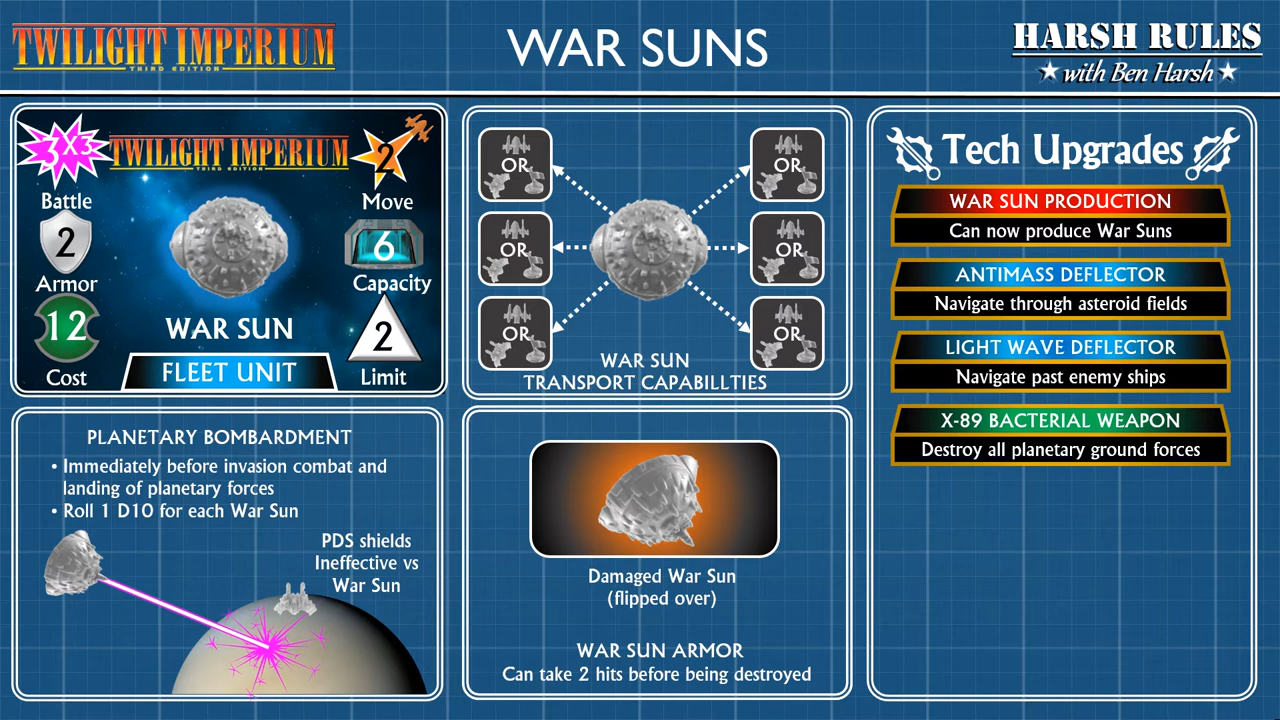 TWILIGHT IMPERIUM
THIRD EDITION
WAR SUNS
HARSH RULES
with Ben Harsh
3X3
TWILIGHT IMPERIUM
THIRD EDITION
2
Battle
Move
2
6
Armor
Capacity
12
WAR SUN
2
Cost
FLEET UNIT
Limit
OR
OR
OR
OR
OR
OR
WAR SUN
TRANSPORT CAPABILLTIES
Tech Upgrades
WAR SUN PRODUCTION
Can now produce War Suns
ANTIMASS DEFLECTOR
Navigate through asteroid fields
LIGHT WAVE DEFLECTOR
Navigate past enemy ships
X-89 BACTERIAL WEAPON
Destroy all planetary ground forces
PLANETARY BOMBARDMENT
• Immediately before invasion combat and
landing of planetary forces
• Roll 1 D10 for each War Sun
PDS shields
Ineffective vs
War Sun
Damaged War Sun
(flipped over)
WAR SUN ARMOR
Can take 2 hits before being destroyed